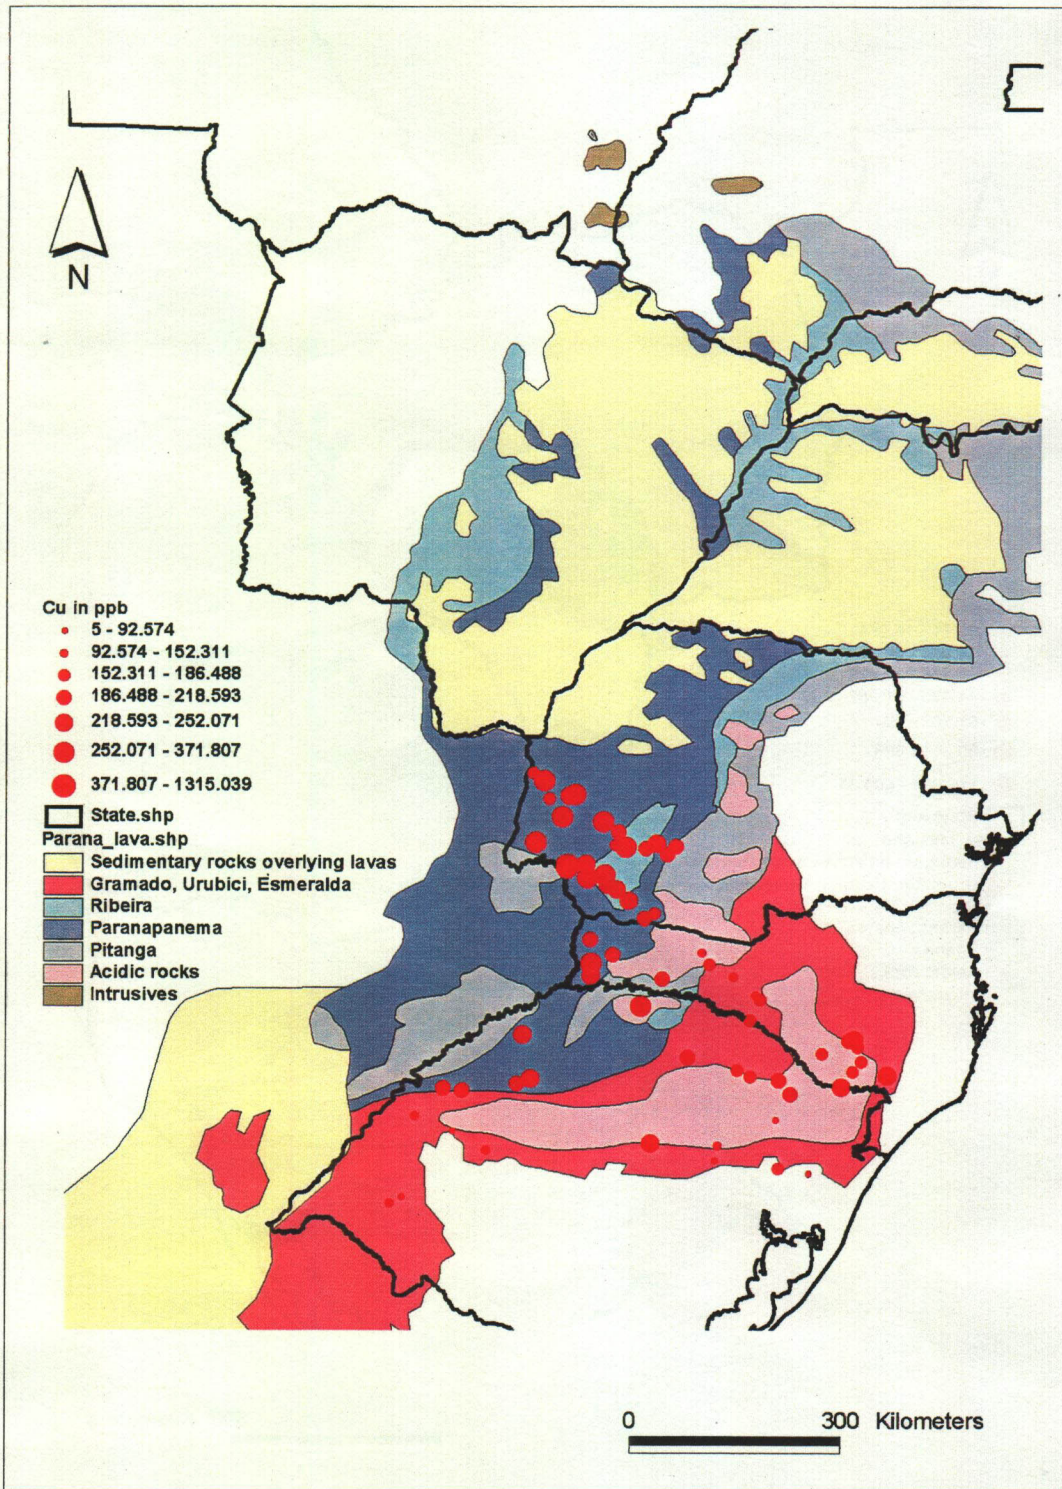 N
Cu in ppb
5 - 92.574
92.574 - 152.311
152.311 - 186.488
186.488 - 218.593
218.593 - 252.071
252.071 - 371.807
371.807 - 1315.039
State.shp
Parana_lava.shp
Sedimentary rocks overlying lavas
Gramado, Urubici, Esmeralda
Ribeira
Paranapanema
Pitanga
Acidic rocks
Intrusives
0 300 Kilometers